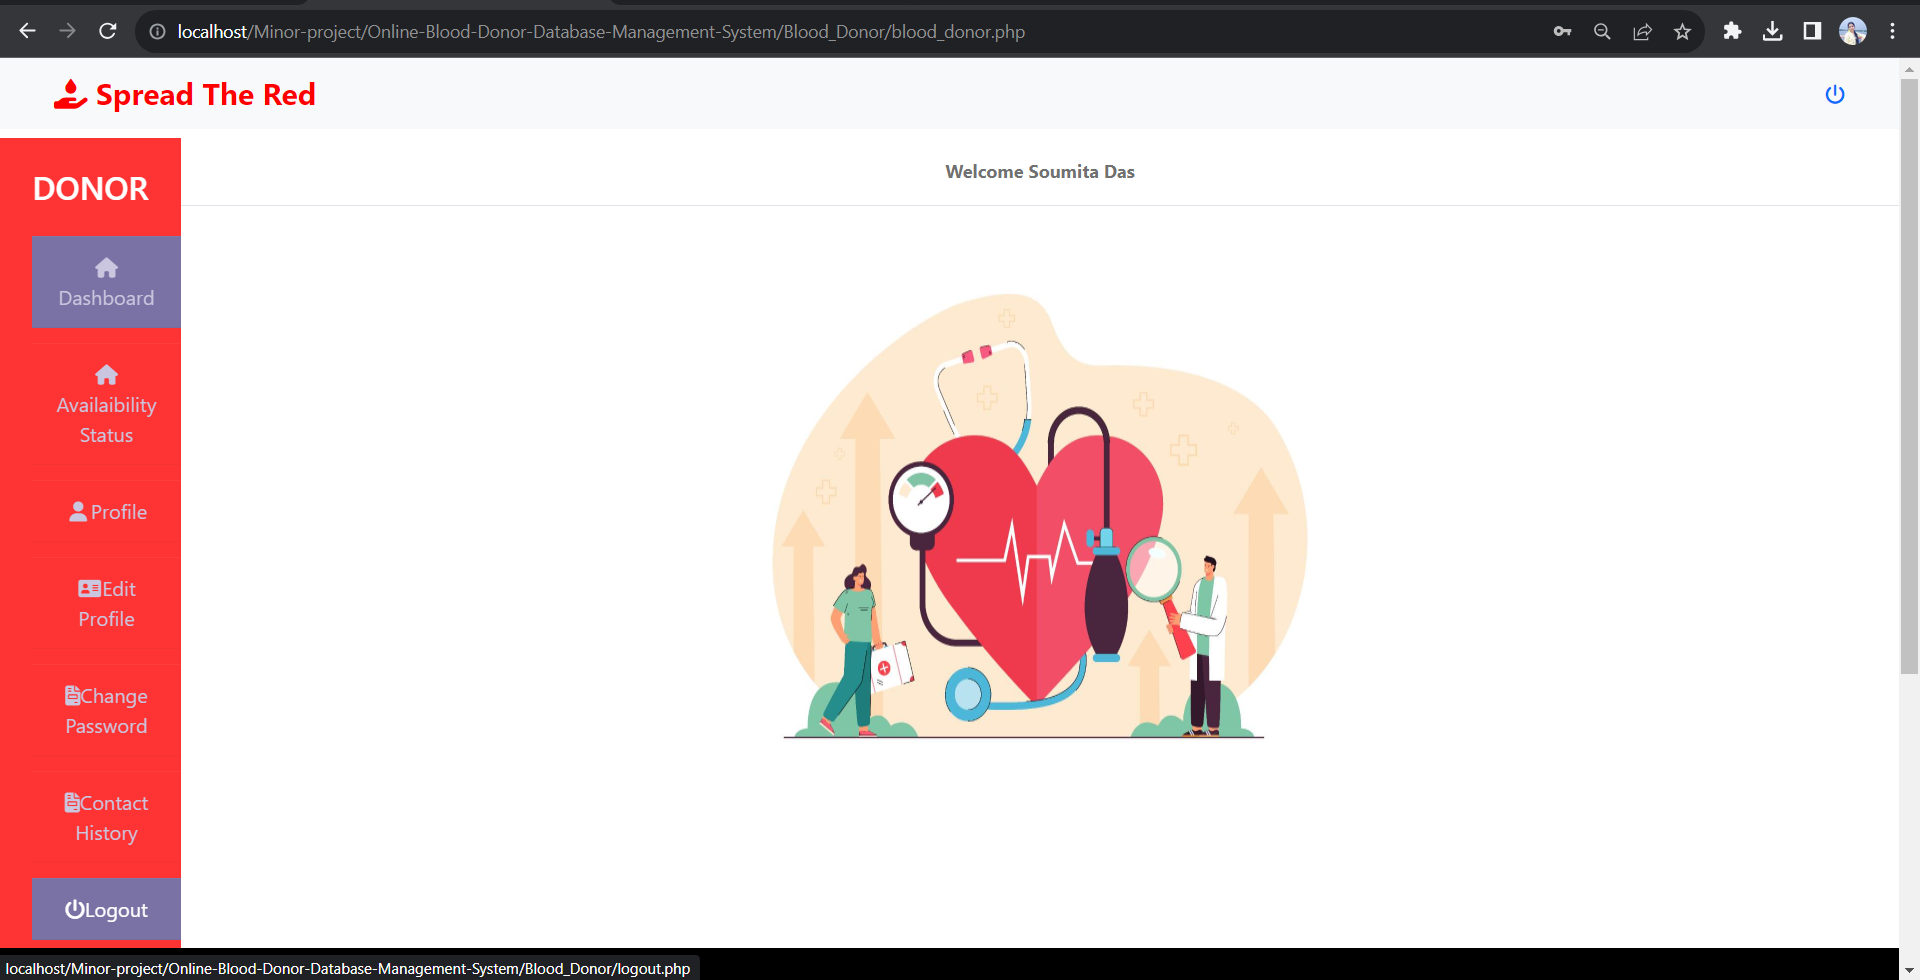 localhost/Minor-project/Online-Blood-Donor-Database-Management-System/Blood_Donor/blood_donor.php
Spread The Red
DONOR
Welcome Soumita Das
Dashboard
Availaibility
Status
Profile
Edit
Profile
Change
Password
Contact
History
Logout
localhost/Minor-project/Online-Blood-Donor-Database-Management-System/Blood_Donor/logout.php